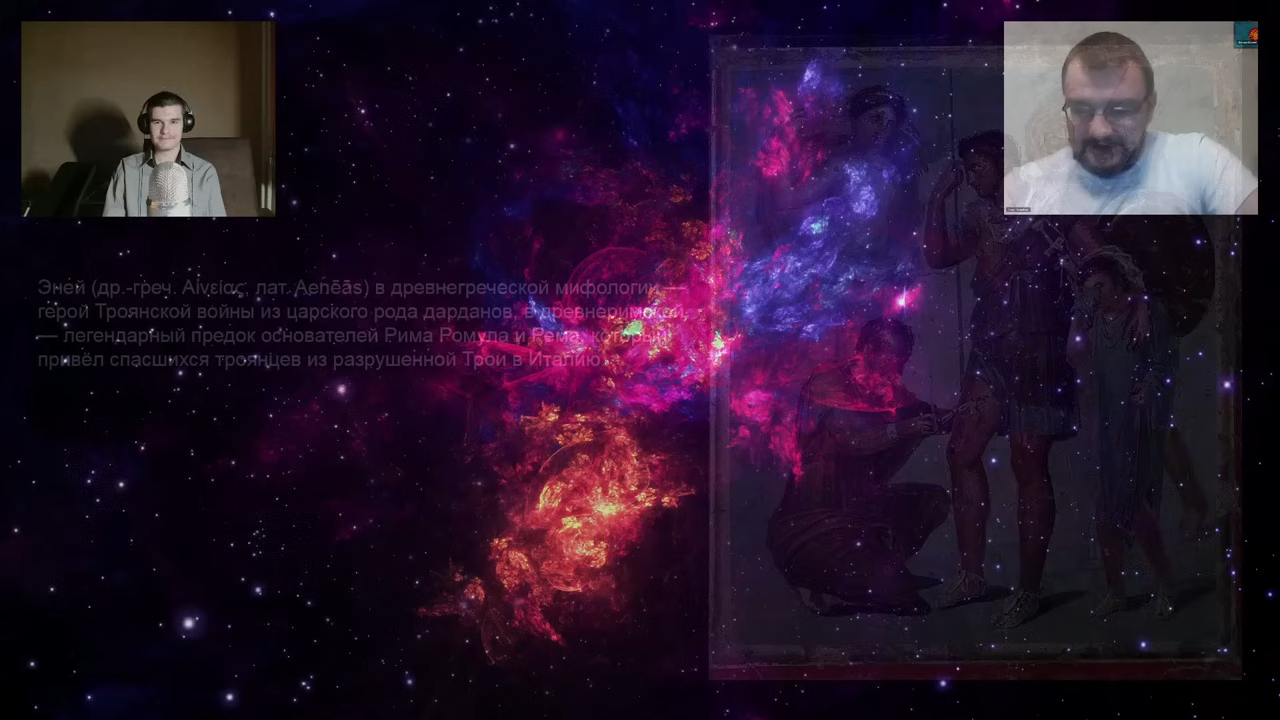 Эней (др.-греч. Αἰνείας, лат. Aenēās) в древнегреческой мифологии —
герой Троянской войны из царского рода дарданов, в древнеримской,
— легендарный предок основателей Рима Ромула и Рема, который
привёл спасшихся троянцев из разрушенной Трои в Италию.